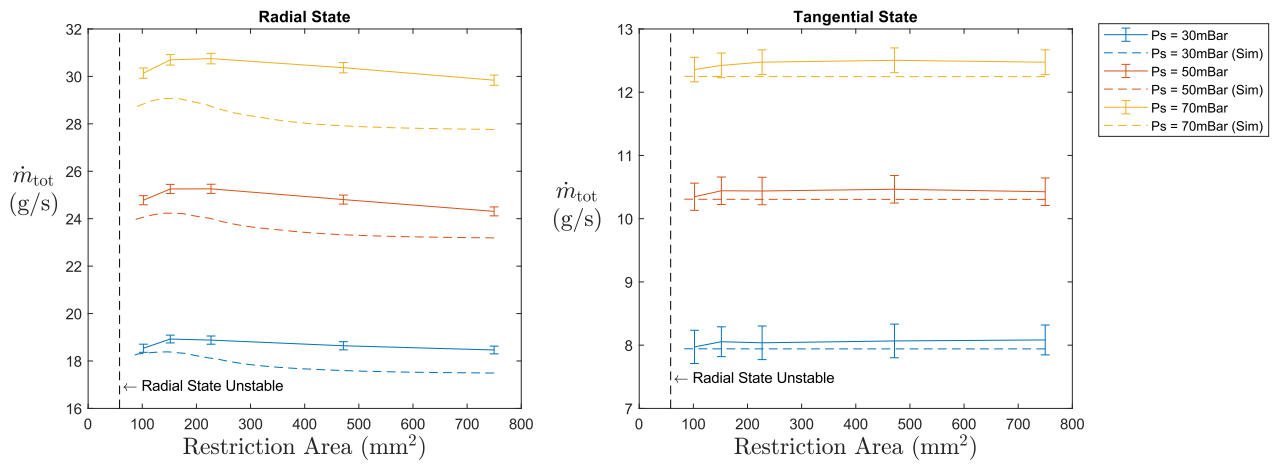 Radial State
32
30
28
26
24
22
20
18
16
ṁtot
(g/s)
← Radial State Unstable
0 100 200 300 400 500 600 700 800
Restriction Area (mm²)
Tangential State
13
12
11
10
9
8
7
ṁtot
(g/s)
← Radial State Unstable
0 100 200 300 400 500 600 700 800
Restriction Area (mm²)
Ps = 30mBar
Ps = 30mBar (Sim)
Ps = 50mBar
Ps = 50mBar (Sim)
Ps = 70mBar
Ps = 70mBar (Sim)